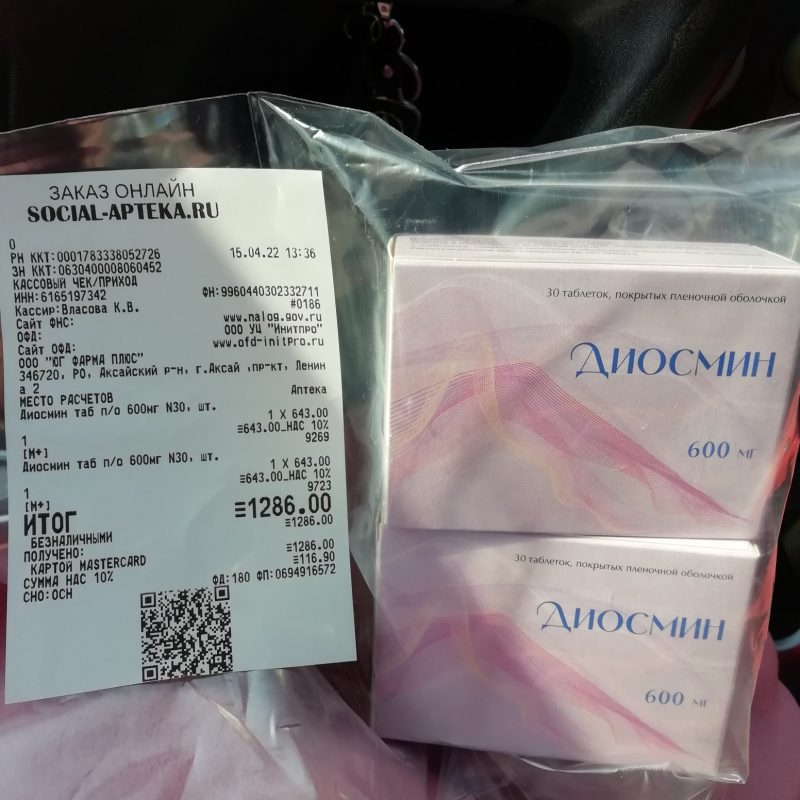 ЗАКАЗ ОНЛАЙН
SOCIAL-APTEKA.RU
0
РН ККТ:0001783338052726 15.04.22 13:36
ЗН ККТ:0630400008060452
КАССОВЫЙ ЧЕК/ПРИХОД
ИНН:6165197342 ФН:9960440302332711
Кассир:Власова К.В. #0186
Сайт ФНС: www.nalog.gov.ru
ОФД: ООО УЦ "Инитпро"
Сайт ОФД: www.ofd-initpro.ru
ООО "ЮГ ФАРМА ПЛЮС"
346720, РО, Аксайский р-н, г.Аксай ,пр-кт, Ленин
а 2
МЕСТО РАСЧЕТОВ Аптека
Диосмин таб п/о 600мг N30, шт.
1 X 643.00
1 ≡643.00_НДС 10%
[M+] 9269
Диосмин таб п/о 600мг N30, шт.
1 X 643.00
1 ≡643.00_НДС 10%
[M+] 9723
ИТОГ ≡1286.00
БЕЗНАЛИЧНЫМИ ≡1286.00
ПОЛУЧЕНО:
КАРТОЙ MASTERCARD ≡1286.00
СУММА НДС 10% ≡116.90
СНО:ОСН ФД:180 ФП:0694916572
30 таблеток, покрытых пленочной оболочкой
Диосмин
600 мг
30 таблеток, покрытых пленочной оболочкой
Диосмин
600 мг